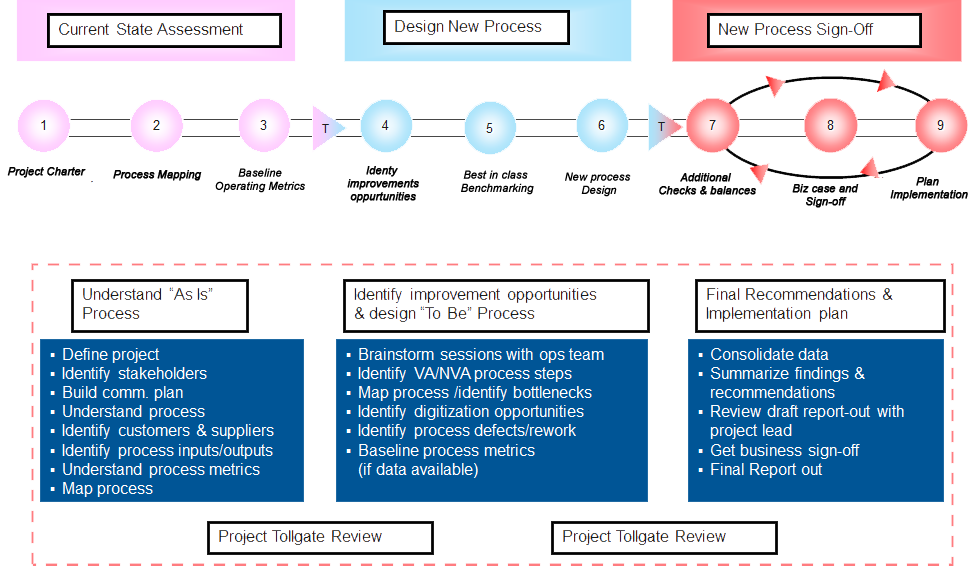 Current State Assessment
Design New Process
New Process Sign-Off
1
2
3
T
4
5
6
T
7
8
9
Project Charter
Process Mapping
Baseline
Operating Metrics
Identy
improvements
oppurtunities
Best in class
Benchmarking
New process
Design
Additional
Checks & balances
Biz case and
Sign-off
Plan
Implementation
Understand “As Is”
Process
Identify improvement opportunities
& design “To Be” Process
Final Recommendations &
Implementation plan
▪ Define project
▪ Identify stakeholders
▪ Build comm. plan
▪ Understand process
▪ Identify customers & suppliers
▪ Identify process inputs/outputs
▪ Understand process metrics
▪ Map process
▪ Brainstorm sessions with ops team
▪ Identify VA/NVA process steps
▪ Map process /identify bottlenecks
▪ Identify digitization opportunities
▪ Identify process defects/rework
▪ Baseline process metrics
(if data available)
▪ Consolidate data
▪ Summarize findings &
recommendations
▪ Review draft report-out with
project lead
▪ Get business sign-off
▪ Final Report out
Project Tollgate Review
Project Tollgate Review